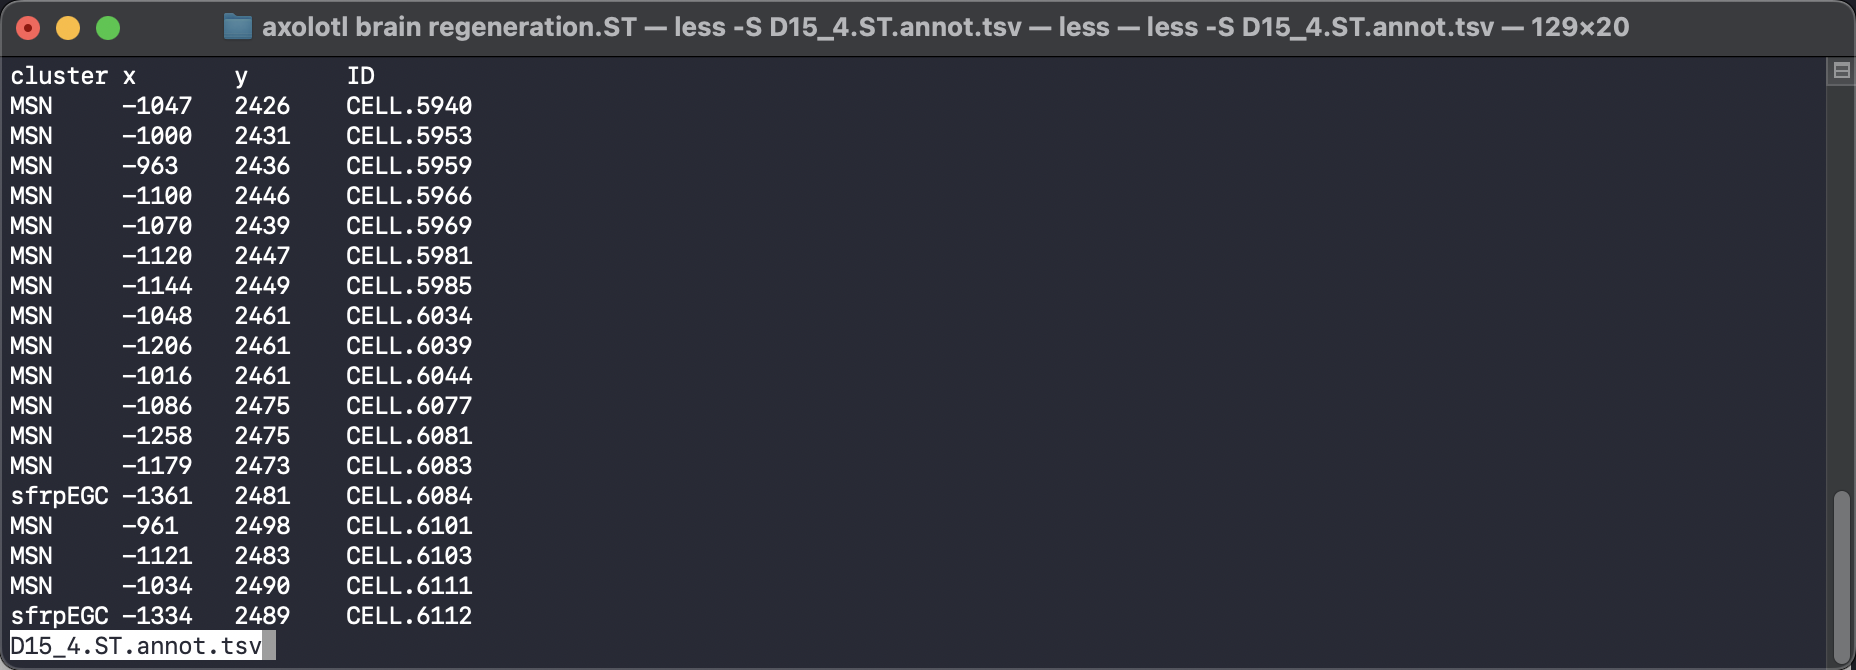 axolotl brain regeneration.ST — less -S D15_4.ST.annot.tsv — less — less -S D15_4.ST.annot.tsv — 129×20
cluster x y ID
MSN -1047 2426 CELL.5940
MSN -1000 2431 CELL.5953
MSN -963 2436 CELL.5959
MSN -1100 2446 CELL.5966
MSN -1070 2439 CELL.5969
MSN -1120 2447 CELL.5981
MSN -1144 2449 CELL.5985
MSN -1048 2461 CELL.6034
MSN -1206 2461 CELL.6039
MSN -1016 2461 CELL.6044
MSN -1086 2475 CELL.6077
MSN -1258 2475 CELL.6081
MSN -1179 2473 CELL.6083
sfrpEGC -1361 2481 CELL.6084
MSN -961 2498 CELL.6101
MSN -1121 2483 CELL.6103
MSN -1034 2490 CELL.6111
sfrpEGC -1334 2489 CELL.6112
D15_4.ST.annot.tsv